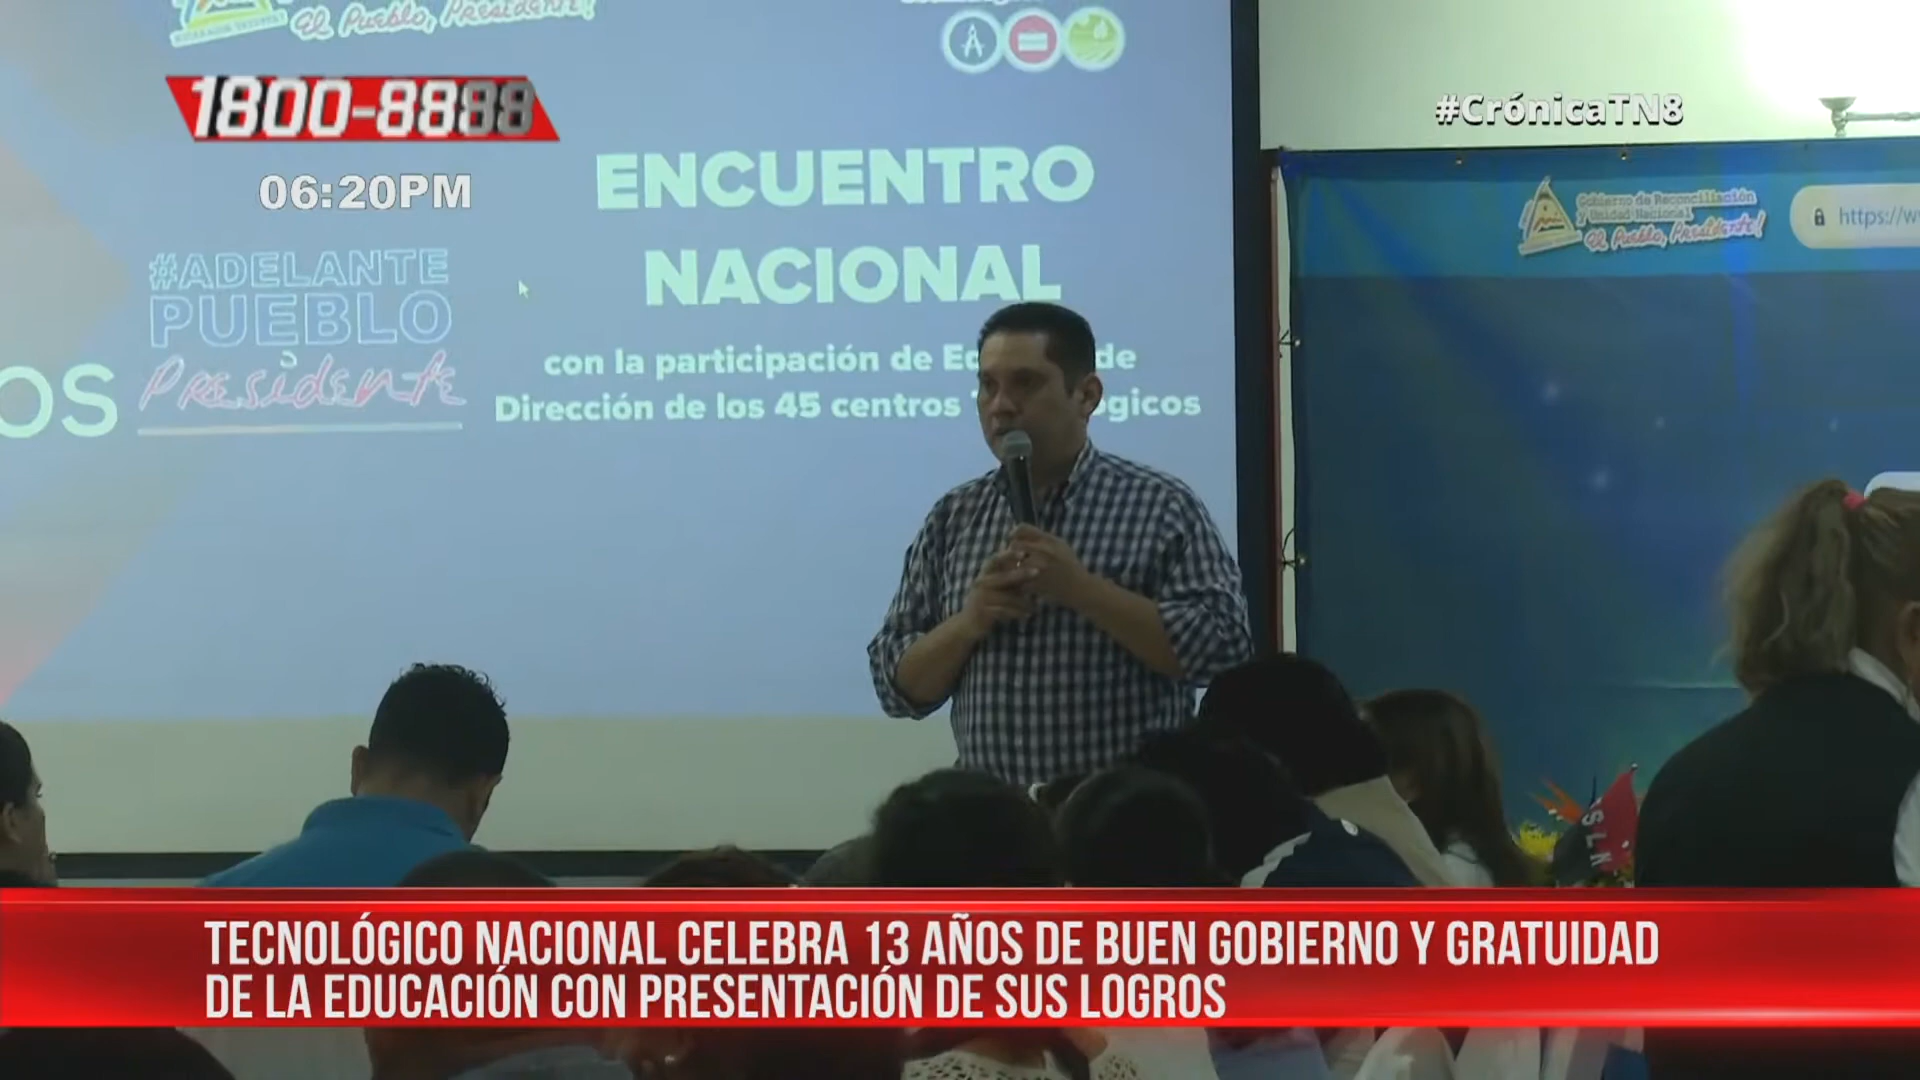 El Pueblo, Presidente!
1800-8888
#CrónicaTN8
06:20PM
ENCUENTRO
NACIONAL
Gobierno de Reconciliación
y Unidad Nacional
El Pueblo, Presidente!
https://w
#ADELANTE
PUEBLO
Presidente
OS
con la participación de de
Dirección de los 45 centros
FSLN
TECNOLÓGICO NACIONAL CELEBRA 13 AÑOS DE BUEN GOBIERNO Y GRATUIDAD
DE LA EDUCACIÓN CON PRESENTACIÓN DE SUS LOGROS